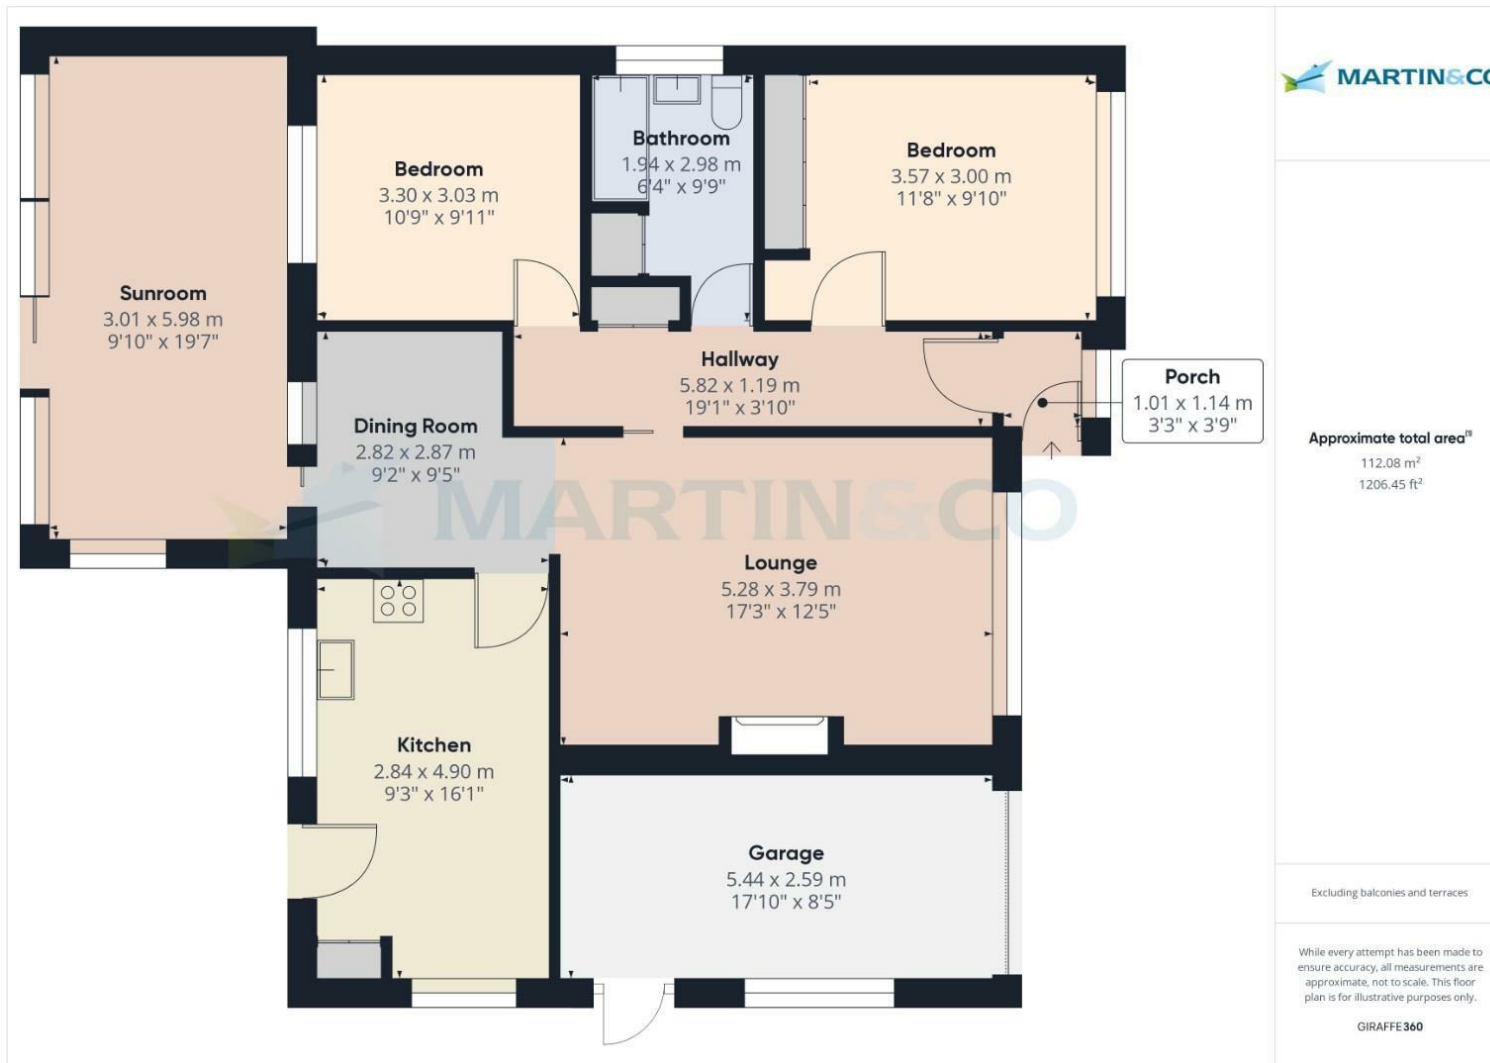 Sunroom
3.01 x 5.98 m
9'10" x 19'7"
Bedroom
3.30 x 3.03 m
10'9" x 9'11"
Bathroom
1.94 x 2.98 m
6'4" x 9'9"
Bedroom
3.57 x 3.00 m
11'8" x 9'10"
Hallway
5.82 x 1.19 m
19'1" x 3'10"
Porch
1.01 x 1.14 m
3'3" x 3'9"
Dining Room
2.82 x 2.87 m
9'2" x 9'5"
MARTIN&CO
Lounge
5.28 x 3.79 m
17'3" x 12'5"
Kitchen
2.84 x 4.90 m
9'3" x 16'1"
Garage
5.44 x 2.59 m
17'10" x 8'5"
MARTIN&CO
Approximate total area⁽¹⁾
112.08 m²
1206.45 ft²
Excluding balconies and terraces
While every attempt has been made to
ensure accuracy, all measurements are
approximate, not to scale. This floor
plan is for illustrative purposes only.
GIRAFFE360